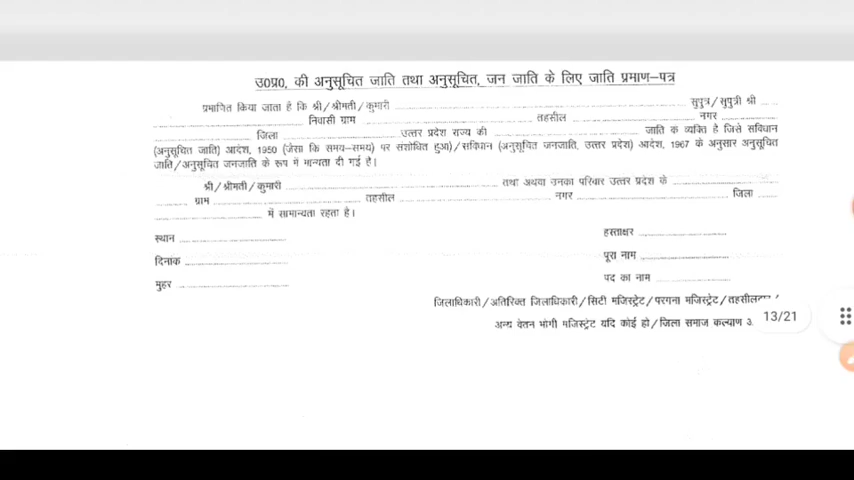 उ0प्र0, की अनुसूचित जाति तथा अनुसूचित, जन जाति के लिए जाति प्रमाण–पत्र
प्रमाणित किया जाता है कि श्री/श्रीमती/कुमारी ........ सुपुत्र/सुपुत्री श्री ....
........ निवासी ग्राम ........ तहसील ........ नगर ........
........ जिला ........ उत्तर प्रदेश राज्य की ........ जाति क व्यक्ति है जिसे सविधान
(अनुसूचित जाति) आदेश, 1950 (जैसा कि समय–समय) पर संशोधित हुआ)/सविधान (अनुसूचित जनजाति, उत्तर प्रदेश) आदेश, 1967 के अनुसार अनुसूचित
जाति/अनुसूचित जनजाति के रूप में मान्यता दी गई है।
श्री/श्रीमती/कुमारी ........ तथा अथवा उनका परिवार उत्तर प्रदेश के ........
........ ग्राम ........ तहसील ........ नगर ........ जिला ....
........ में सामान्यता रहता है।
स्थान ........ हस्ताक्षर ........
दिनांक ........ पूरा नाम ........
मुहर ........ पद का नाम ........
जिलाधिकारी/अतिरिक्त जिलाधिकारी/सिटी मजिस्ट्रेट/परगना मजिस्ट्रेट/
अन्य वेतन भोगी मजिस्ट्रेट यदि कोई हो/जिला समाज कल्याण
13/21